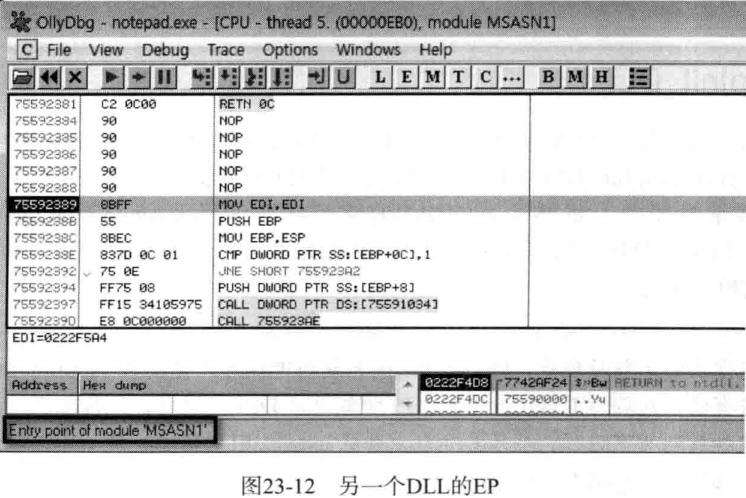 OllyDbg - notepad.exe - [CPU - thread 5. (00000EB0), module MSASN1]
C File View Debug Trace Options Windows Help
L E M T C ... B M H
75592381 C2 0C00 RETN 0C
75592384 90 NOP
75592385 90 NOP
75592386 90 NOP
75592387 90 NOP
75592388 90 NOP
75592389 8BFF MOV EDI,EDI
7559238B 55 PUSH EBP
7559238C 8BEC MOV EBP,ESP
7559238E 837D 0C 01 CMP DWORD PTR SS:[EBP+0C],1
75592392 75 0E JNE SHORT 755923A2
75592394 FF75 08 PUSH DWORD PTR SS:[EBP+8]
75592397 FF15 34105975 CALL DWORD PTR DS:[75591034]
7559239D E8 0C000000 CALL 755923AE
EDI=0222F5A4
Address Hex dump
0222F4D8 7742AF24 $»Bw RETURN to ntdll.
0222F4DC 75590000 ..Yu
Entry point of module 'MSASN1'
图23-12 另一个DLL的EP